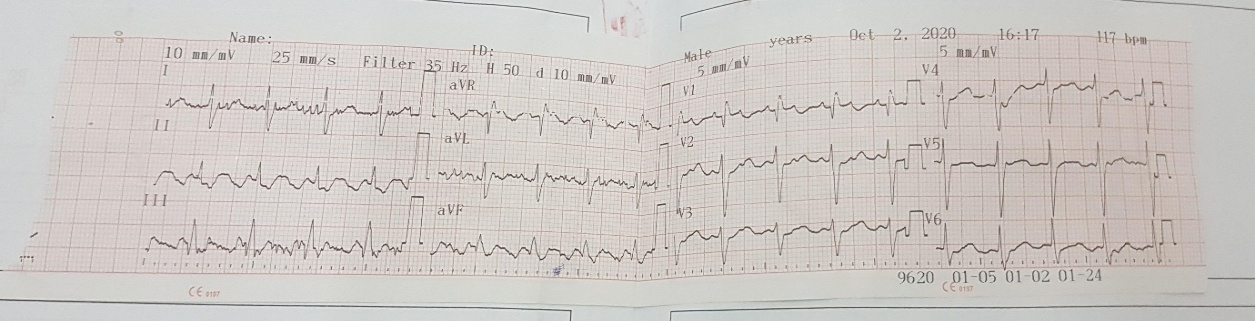 Name:
ID:
Male
years
Oct 2, 2020
16:17
117 bpm
10 mm/mV
25 mm/s
Filter 35 Hz
H 50
d 10 mm/mV
5 mm/mV
5 mm/mV
I
aVR
V1
V4
II
aVL
V2
V5
III
aVF
V3
V6
9620 01-05 01-02 01-24
CE 0197
CE 0197